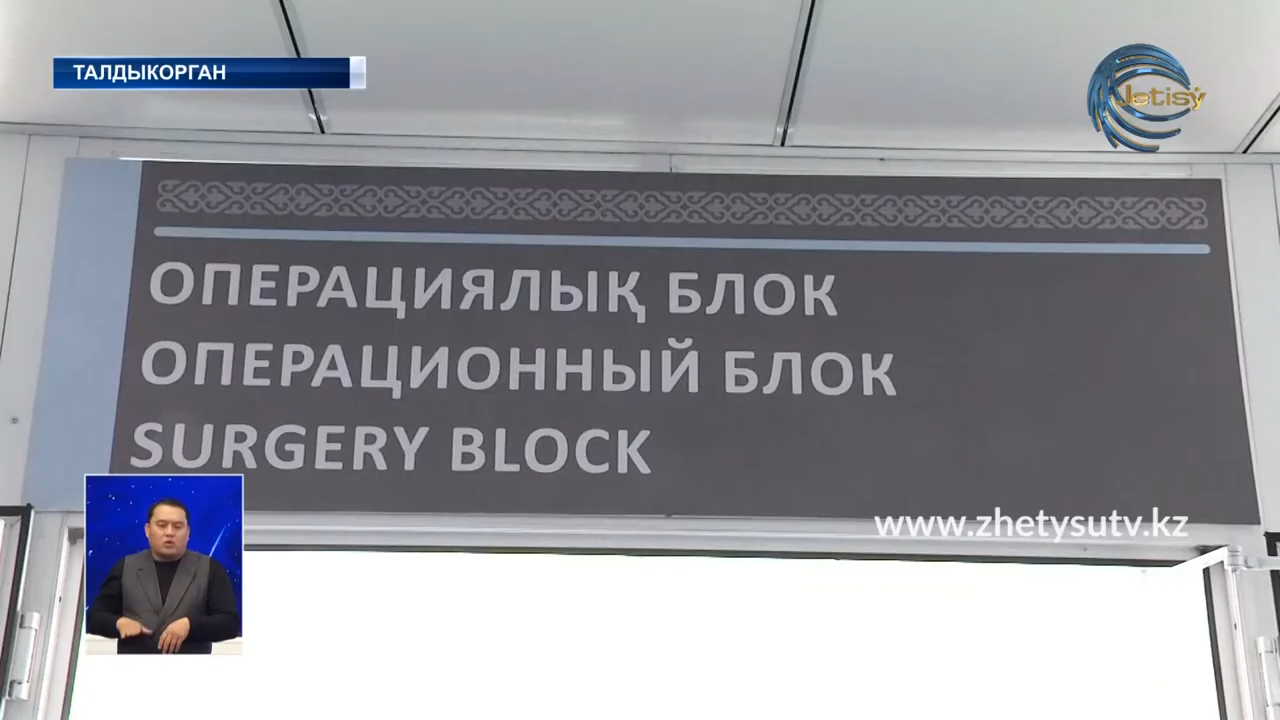 ТАЛДЫКОРГАН
Jetisý
ОПЕРАЦИЯЛЫҚ БЛОК
ОПЕРАЦИОННЫЙ БЛОК
SURGERY BLOCK
www.zhetysutv.kz